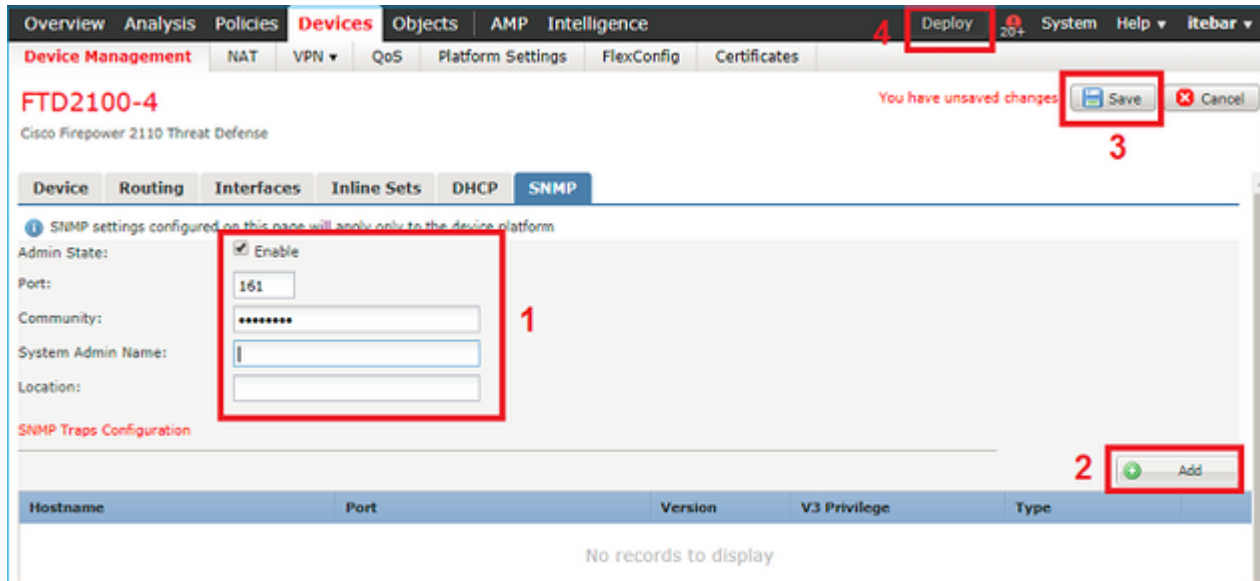 Overview Analysis Policies Devices Objects AMP Intelligence 4 Deploy 20+ System Help itebar
Device Management NAT VPN QoS Platform Settings FlexConfig Certificates
FTD2100-4
You have unsaved changes Save Cancel
Cisco Firepower 2110 Threat Defense
3
Device Routing Interfaces Inline Sets DHCP SNMP
SNMP settings configured on this page will apply only to the device platform
Admin State: Enable
Port: 161
Community: ••••••••
1
System Admin Name:
Location:
SNMP Traps Configuration
2 Add
Hostname Port Version V3 Privilege Type
No records to display